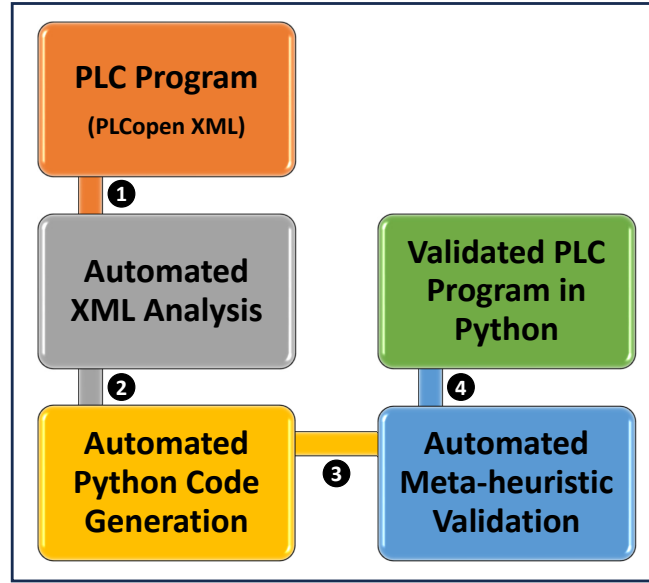 PLC Program
(PLCopen XML)
1
Automated
XML Analysis
2
Automated
Python Code
Generation
3
Automated
Meta-heuristic
Validation
4
Validated PLC
Program in
Python